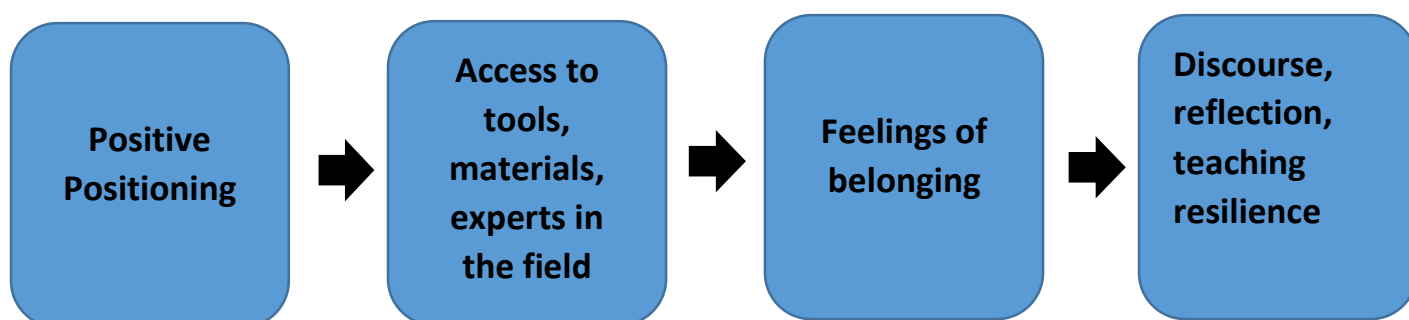 Positive
Positioning
Access to
tools,
materials,
experts in
the field
Feelings of
belonging
Discourse,
reflection,
teaching
resilience